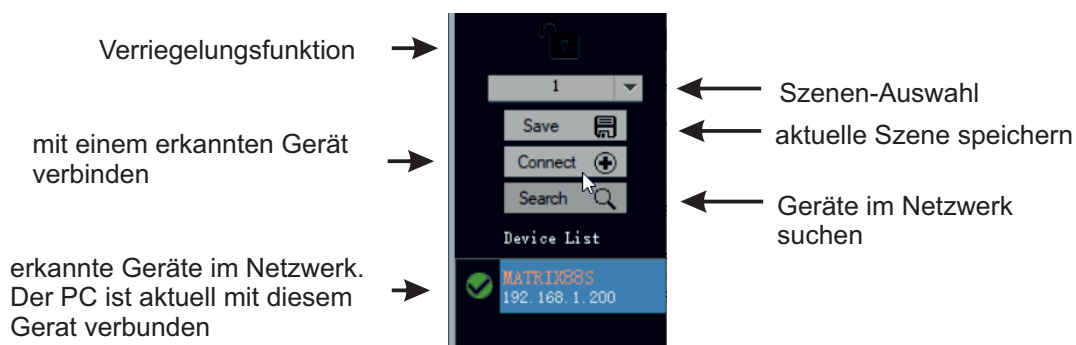 Verriegelungsfunktion
1
Szenen-Auswahl
Save
aktuelle Szene speichern
mit einem erkannten Gerät
verbinden
Connect
Search
Geräte im Netzwerk
suchen
Device List
erkannte Geräte im Netzwerk.
Der PC ist aktuell mit diesem
Gerat verbunden
MATRIX88S
192.168.1.200